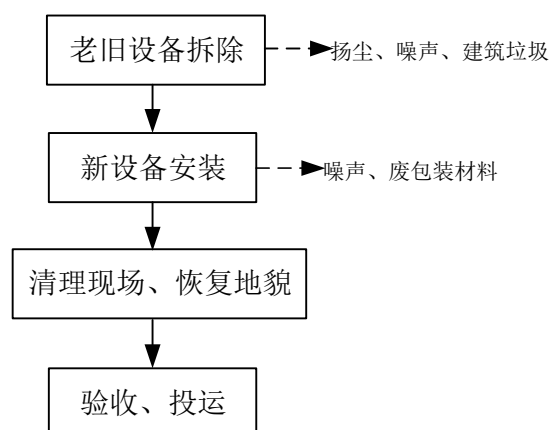 老旧设备拆除
扬尘、噪声、建筑垃圾
新设备安装
噪声、废包装材料
清理现场、恢复地貌
验收、投运